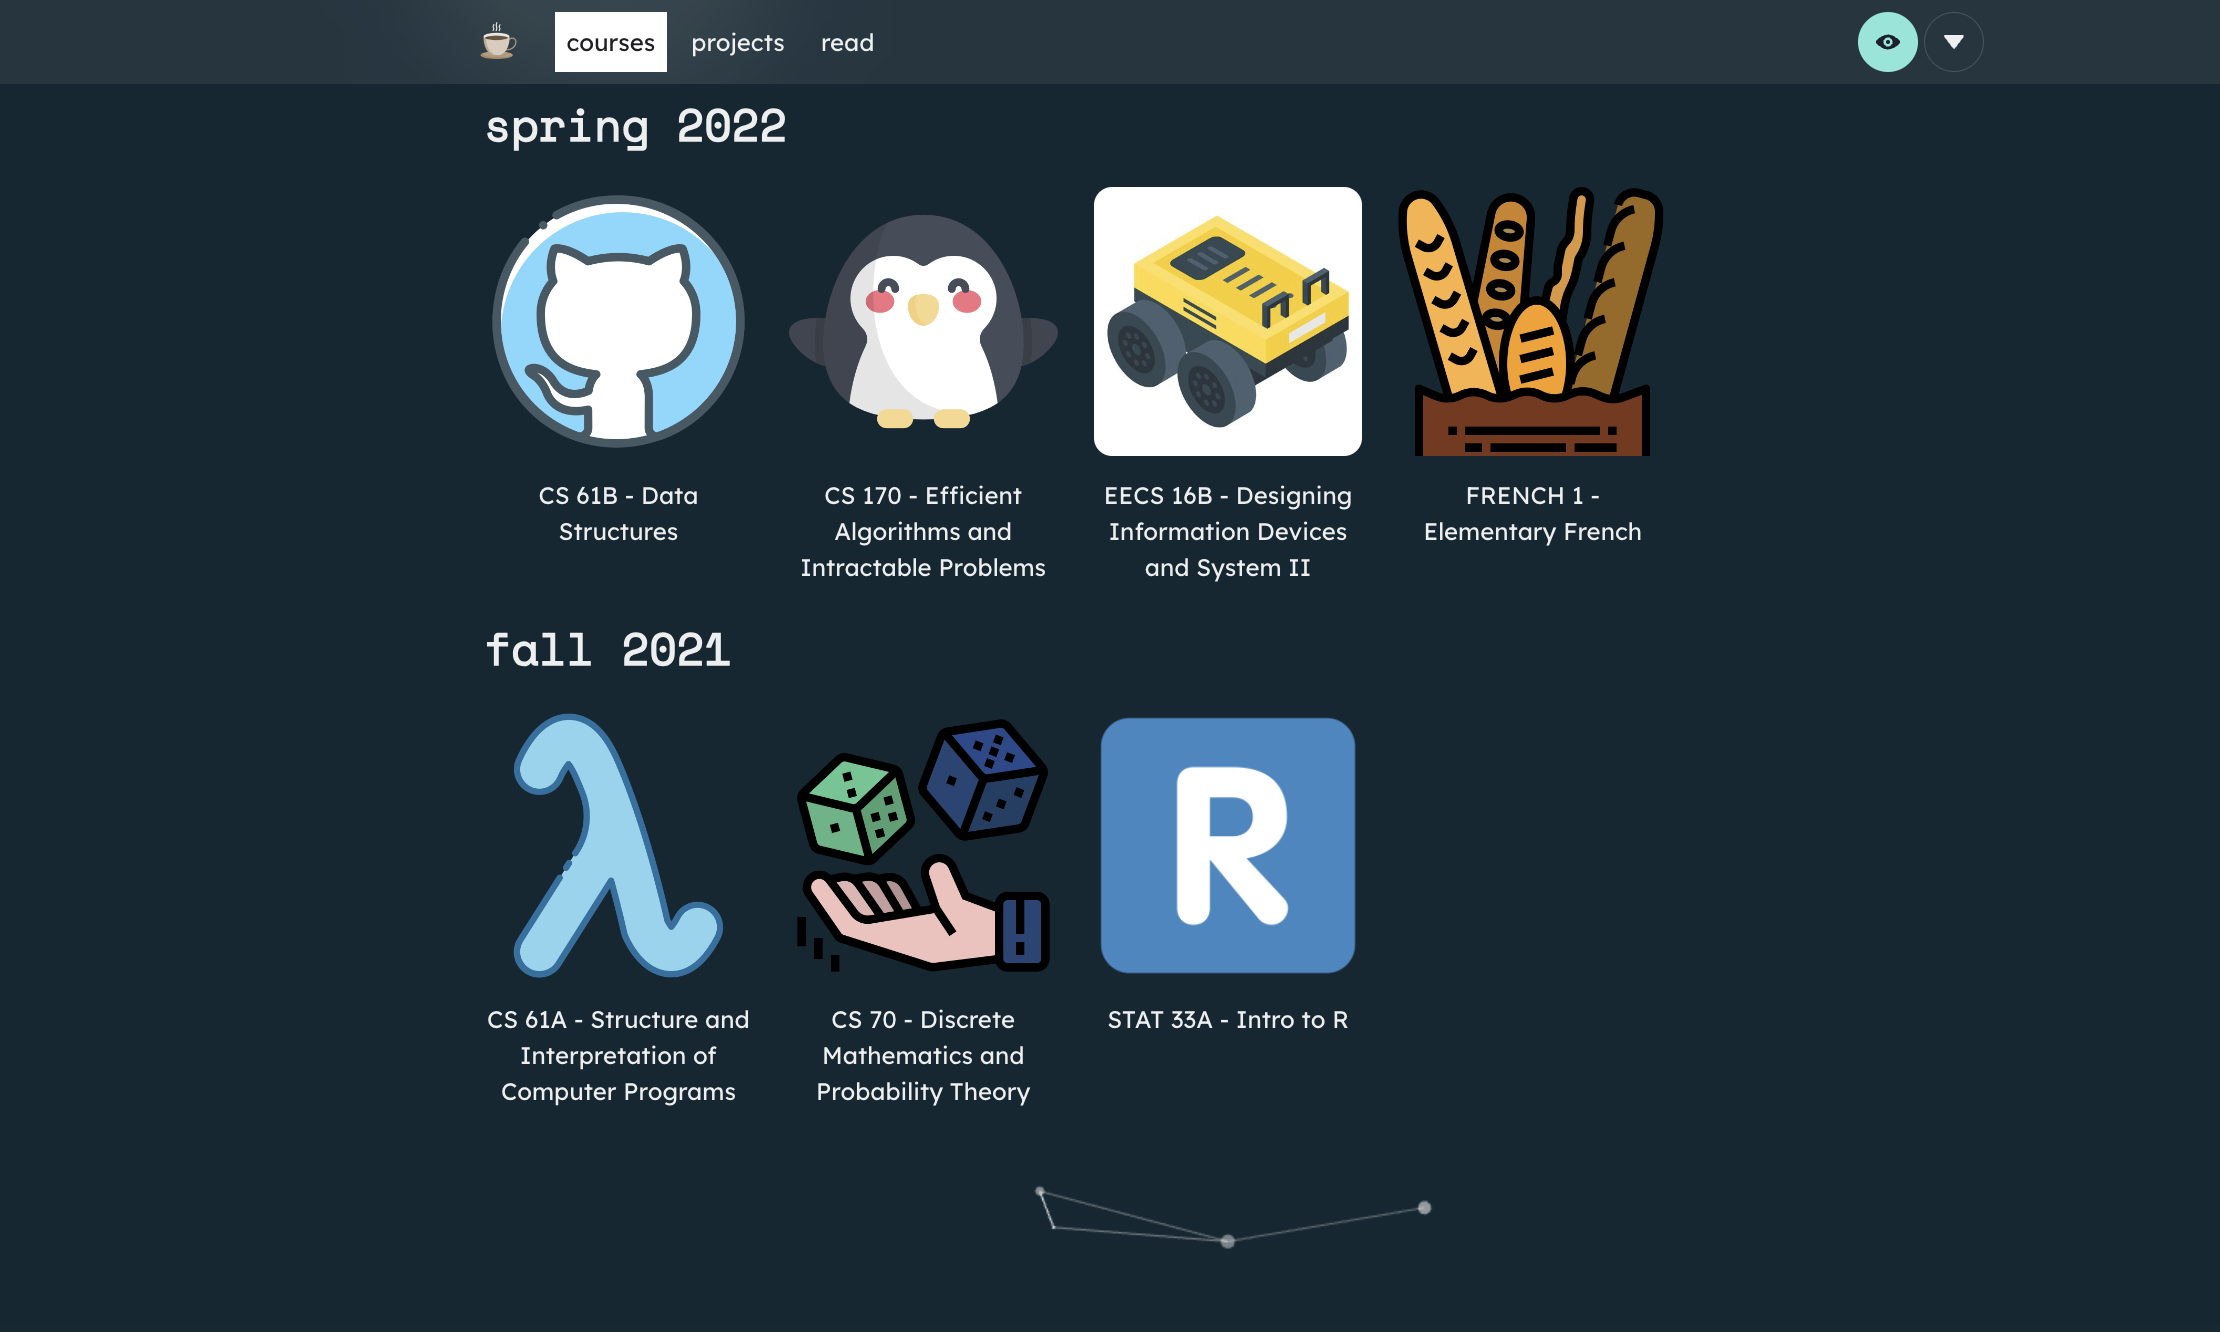 courses projects read
spring 2022
CS 61B - Data
Structures
CS 170 - Efficient
Algorithms and
Intractable Problems
EECS 16B - Designing
Information Devices
and System II
FRENCH 1 -
Elementary French
fall 2021
R
CS 61A - Structure and
Interpretation of
Computer Programs
CS 70 - Discrete
Mathematics and
Probability Theory
STAT 33A - Intro to R